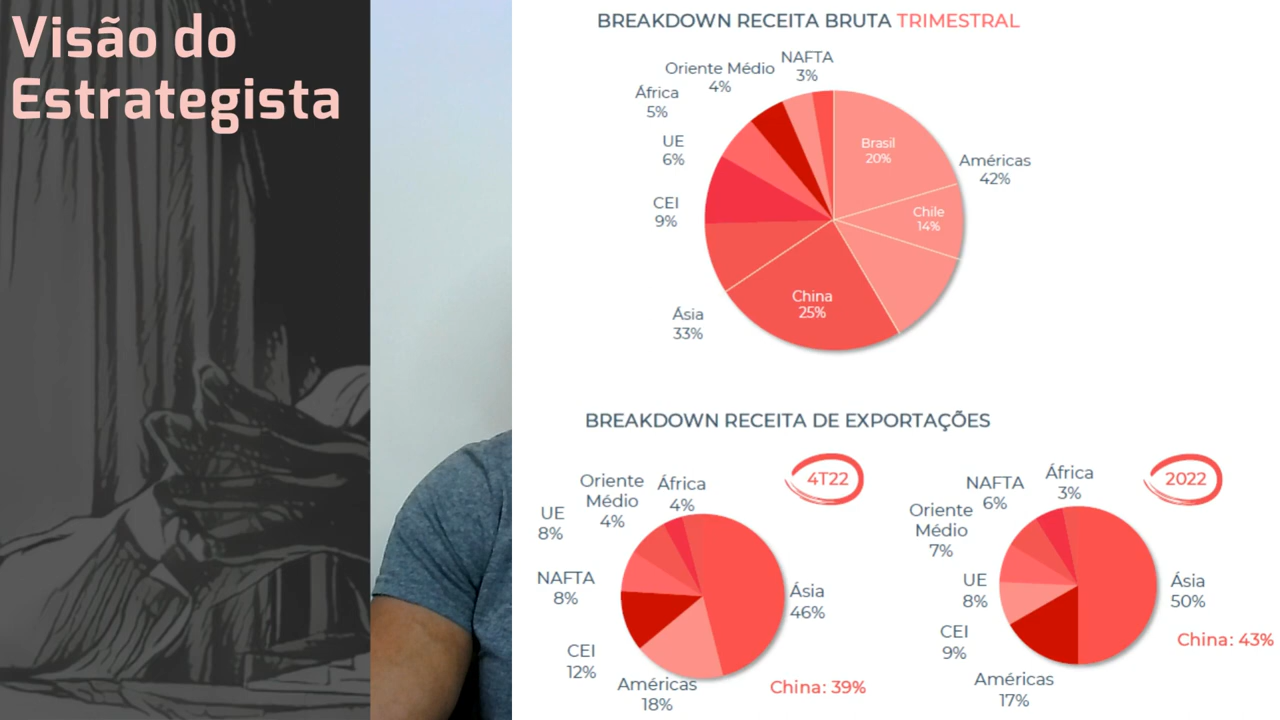 Visão do
Estrategista
BREAKDOWN RECEITA BRUTA TRIMESTRAL
NAFTA
3%
Oriente Médio
4%
África
5%
UE
6%
CEI
9%
Ásia
33%
Brasil
20%
Américas
42%
Chile
14%
China
25%
BREAKDOWN RECEITA DE EXPORTAÇÕES
4T22
Oriente
Médio
4%
África
4%
UE
8%
NAFTA
8%
CEI
12%
Américas
18%
Ásia
46%
China: 39%
2022
NAFTA
6%
África
3%
Oriente
Médio
7%
UE
8%
CEI
9%
Américas
17%
Ásia
50%
China: 43%